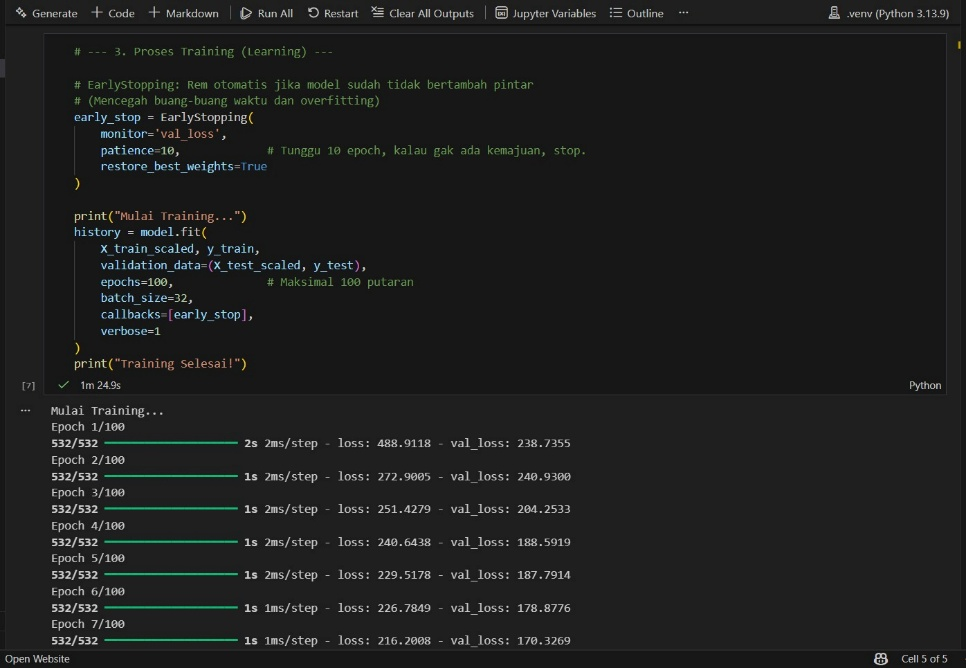 Generate + Code + Markdown Run All Restart Clear All Outputs Jupyter Variables Outline ... .venv (Python 3.13.9)
# --- 3. Proses Training (Learning) ---
# EarlyStopping: Rem otomatis jika model sudah tidak bertambah pintar
# (Mencegah buang-buang waktu dan overfitting)
early_stop = EarlyStopping(
    monitor='val_loss',
    patience=10,             # Tunggu 10 epoch, kalau gak ada kemajuan, stop.
    restore_best_weights=True
)
print("Mulai Training...")
history = model.fit(
    X_train_scaled, y_train,
    validation_data=(X_test_scaled, y_test),
    epochs=100,              # Maksimal 100 putaran
    batch_size=32,
    callbacks=[early_stop],
    verbose=1
)
print("Training Selesai!")
[7] ✓ 1m 24.9s Python
... Mulai Training...
Epoch 1/100
532/532 2s 2ms/step - loss: 488.9118 - val_loss: 238.7355
Epoch 2/100
532/532 1s 2ms/step - loss: 272.9005 - val_loss: 240.9300
Epoch 3/100
532/532 1s 2ms/step - loss: 251.4279 - val_loss: 204.2533
Epoch 4/100
532/532 1s 2ms/step - loss: 240.6438 - val_loss: 188.5919
Epoch 5/100
532/532 1s 2ms/step - loss: 229.5178 - val_loss: 187.7914
Epoch 6/100
532/532 1s 1ms/step - loss: 226.7849 - val_loss: 178.8776
Epoch 7/100
532/532 1s 1ms/step - loss: 216.2008 - val_loss: 170.3269
Open Website Cell 5 of 5